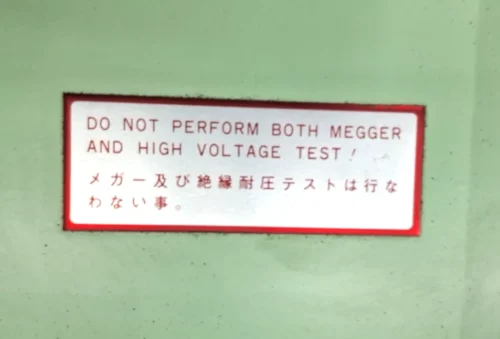 DO NOT PERFORM BOTH MEGGER
AND HIGH VOLTAGE TEST!
メガー及び絶縁耐圧テストは行な
わない事。